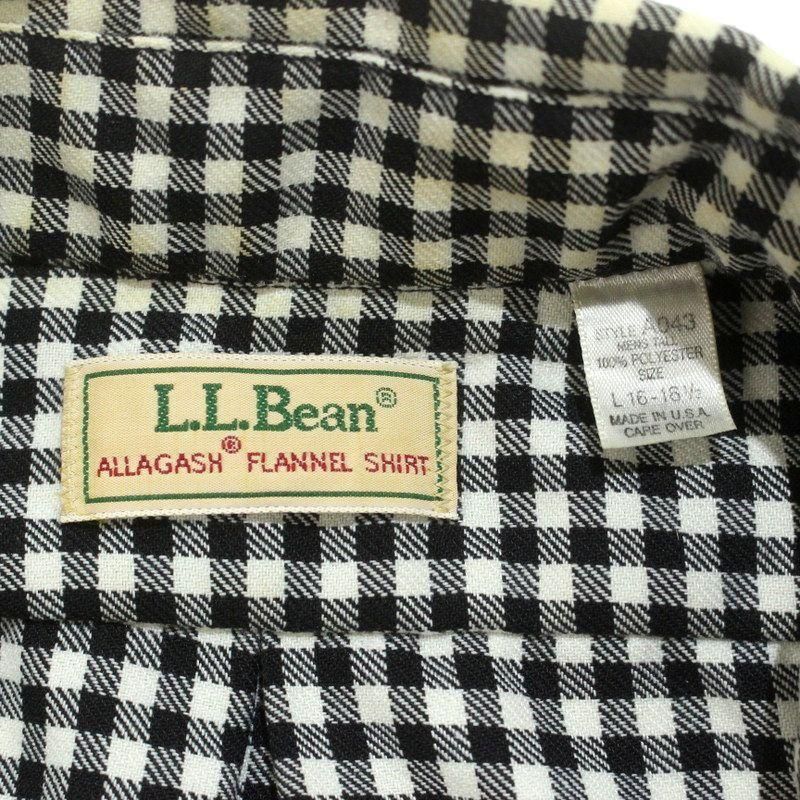 L.L.Bean®
ALLAGASH® FLANNEL SHIRT
STYLE A043
MENS TALL
100% POLYESTER
SIZE
L 16-16½
MADE IN U.S.A.
CARE OVER